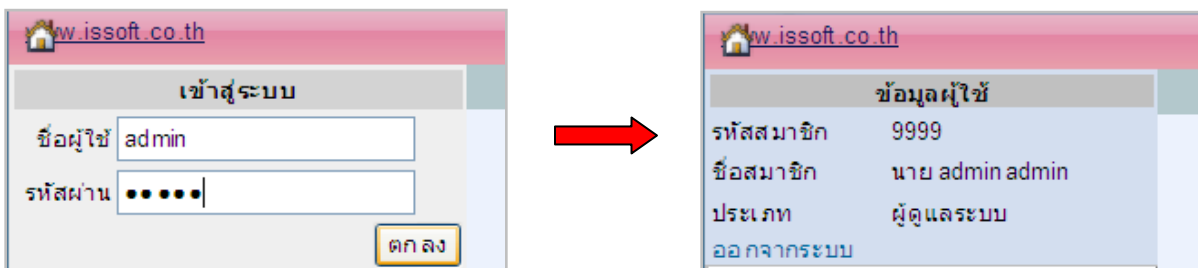 w.issoft.co.th
เข้าสู่ระบบ
ชื่อผู้ใช้ admin
รหัสผ่าน •••••
ตกลง
w.issoft.co.th
ข้อมูลผู้ใช้
รหัสสมาชิก 9999
ชื่อสมาชิก นาย admin admin
ประเภท ผู้ดูแลระบบ
ออกจากระบบ